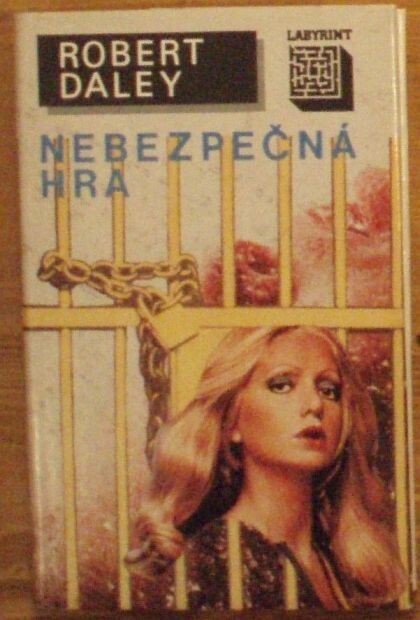 ROBERT
DALEY
LABYRINT
NEBEZPEČNÁ
HRA